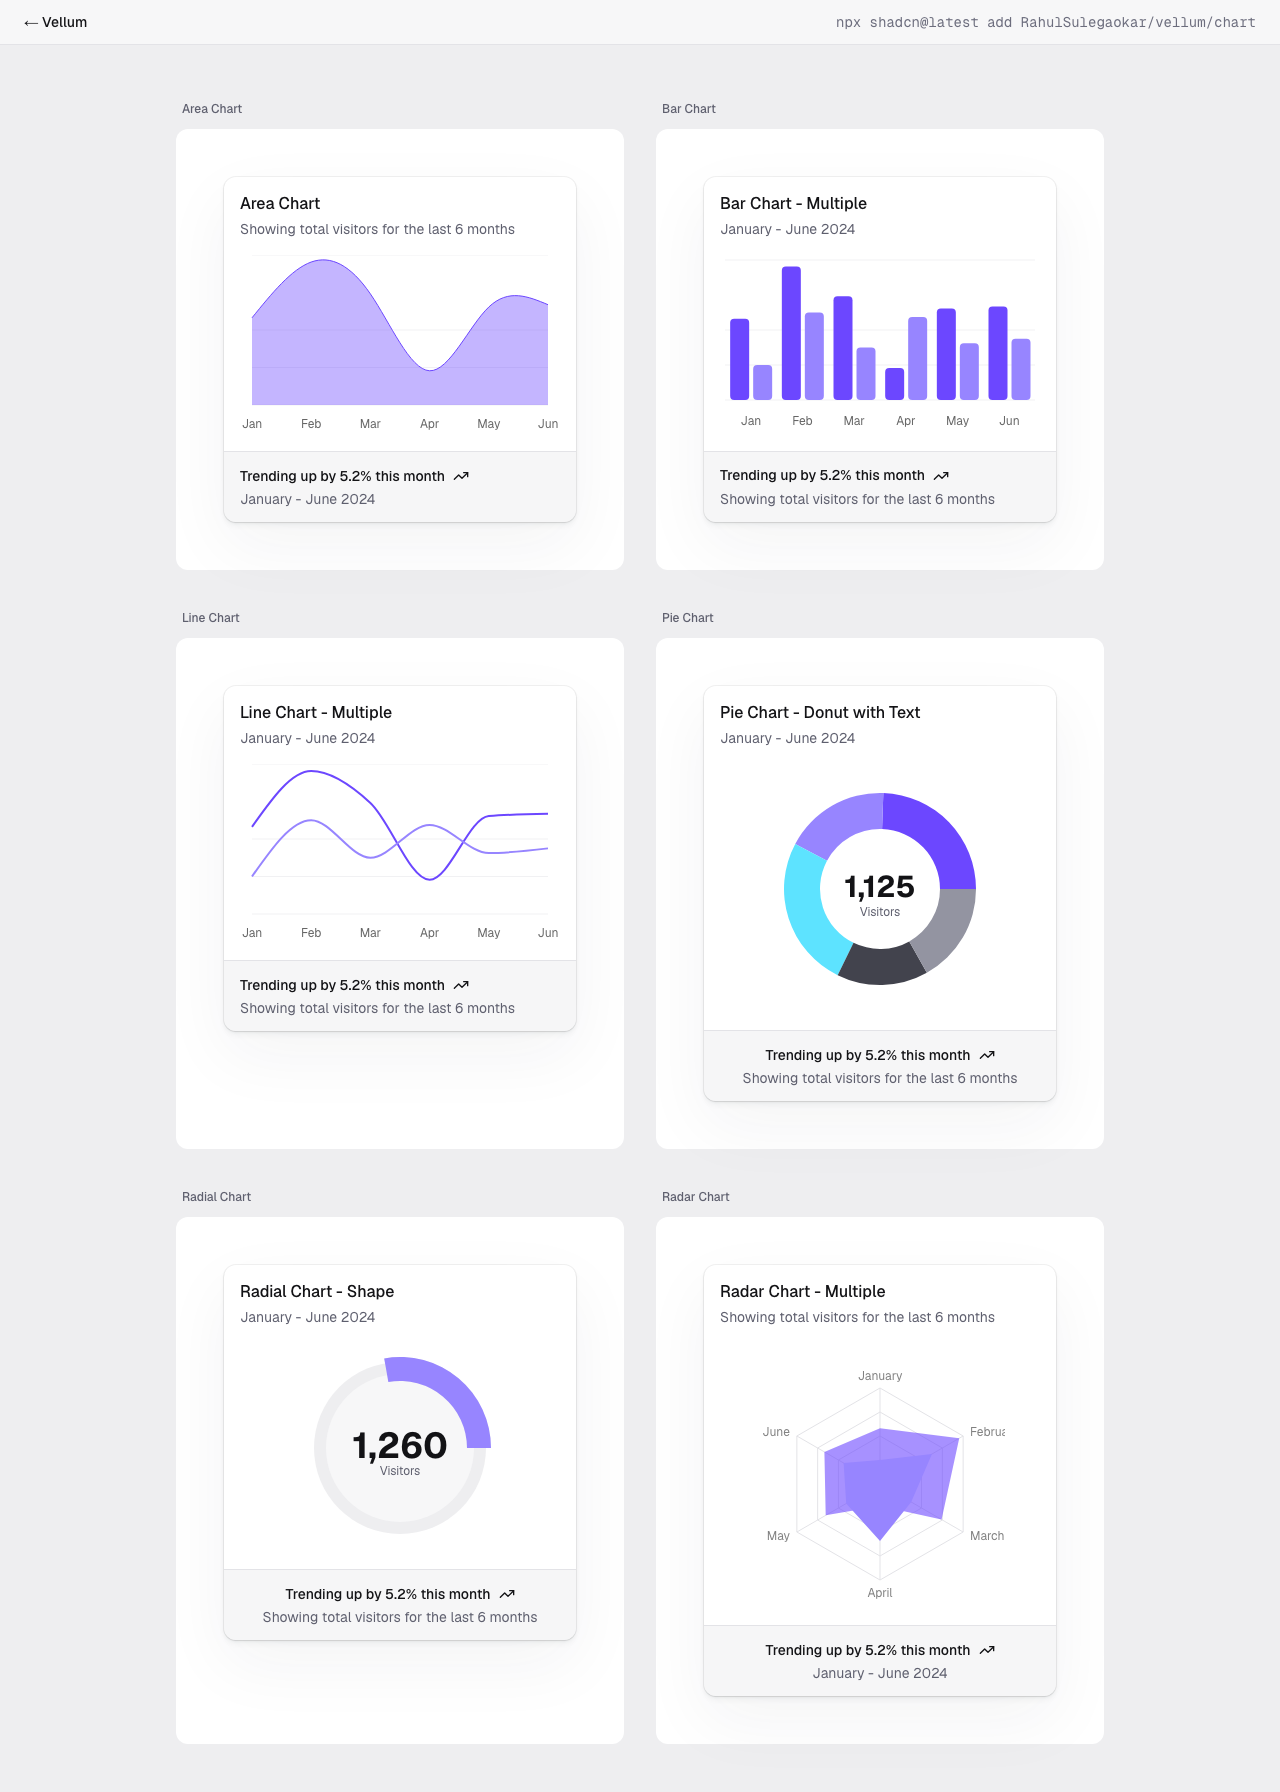 ← Vellum
npx shadcn@latest add RahulSulegaokar/vellum/chart
Area Chart
Area Chart
Showing total visitors for the last 6 months
Jan Feb Mar Apr May Jun
Trending up by 5.2% this month
January - June 2024
Bar Chart
Bar Chart - Multiple
January - June 2024
Jan Feb Mar Apr May Jun
Trending up by 5.2% this month
Showing total visitors for the last 6 months
Line Chart
Line Chart - Multiple
January - June 2024
Jan Feb Mar Apr May Jun
Trending up by 5.2% this month
Showing total visitors for the last 6 months
Pie Chart
Pie Chart - Donut with Text
January - June 2024
1,125
Visitors
Trending up by 5.2% this month
Showing total visitors for the last 6 months
Radial Chart
Radial Chart - Shape
January - June 2024
1,260
Visitors
Trending up by 5.2% this month
Showing total visitors for the last 6 months
Radar Chart
Radar Chart - Multiple
Showing total visitors for the last 6 months
January
June
May March
April
Trending up by 5.2% this month
January - June 2024